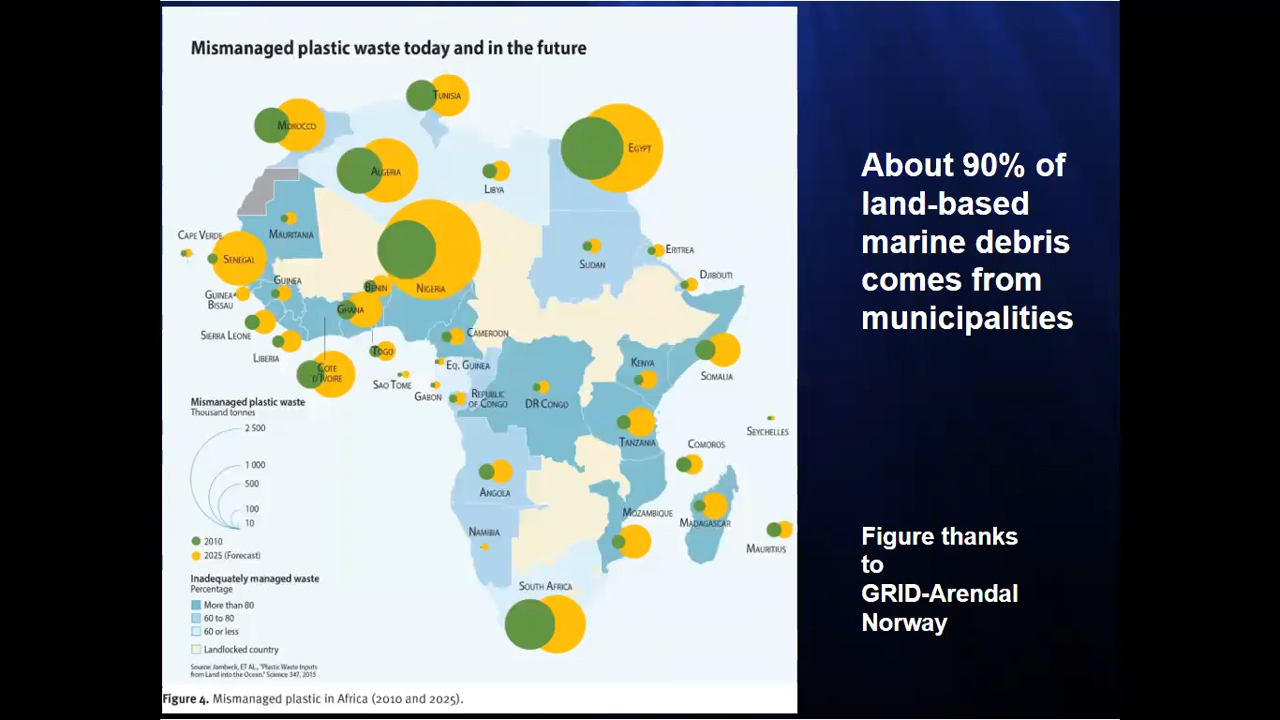 Mismanaged plastic waste today and in the future
TUNISIA
MOROCCO
EGYPT
ALGERIA
LIBYA
MAURITANIA
CAPE VERDE
SENEGAL
SUDAN
ERITREA
DJIBOUTI
GUINEA
BENIN
NIGERIA
GUINEA
BISSAU
GHANA
SIERRA LEONE
CAMEROON
LIBERIA
TOGO
COTE
D'IVOIRE
EQ. GUINEA
KENYA
SOMALIA
SAO TOME
GABON
REPUBLIC
OF CONGO
DR CONGO
SEYCHELLES
TANZANIA
COMOROS
ANGOLA
MOZAMBIQUE
MADAGASCAR
NAMIBIA
MAURITIUS
SOUTH AFRICA
Mismanaged plastic waste
Thousand tonnes
2 500
1 000
500
100
10
2010
2025 (Forecast)
Inadequately managed waste
Percentage
More than 80
60 to 80
60 or less
Landlocked country
Source: Jambeck, ET AL., "Plastic Waste Inputs
from Land into the Ocean." Science 347, 2015
Figure 4. Mismanaged plastic in Africa (2010 and 2025).
About 90% of
land-based
marine debris
comes from
municipalities
Figure thanks
to
GRID-Arendal
Norway